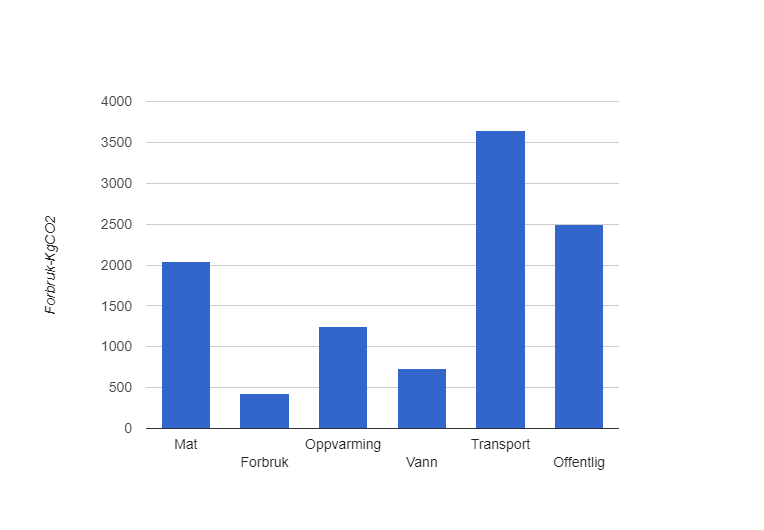 4000
3500
3000
2500
2000
1500
1000
500
0
Forbruk-KgCO2
Mat
Forbruk
Oppvarming
Vann
Transport
Offentlig